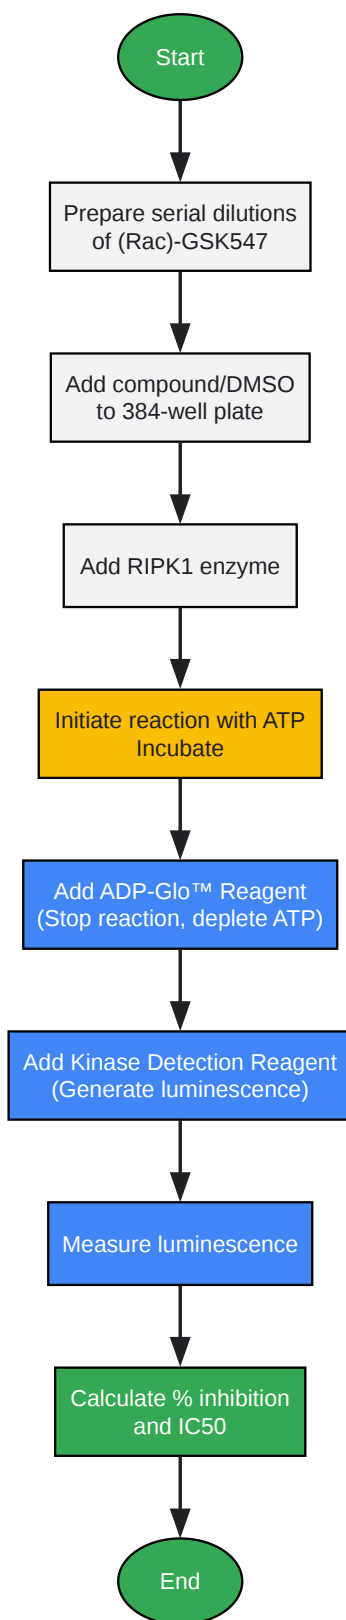 Start
Prepare serial dilutions
of (Rac)-GSK547
Add compound/DMSO
to 384-well plate
Add RIPK1 enzyme
Initiate reaction with ATP
Incubate
Add ADP-Glo™ Reagent
(Stop reaction, deplete ATP)
Add Kinase Detection Reagent
(Generate luminescence)
Measure luminescence
Calculate % inhibition
and IC50
End